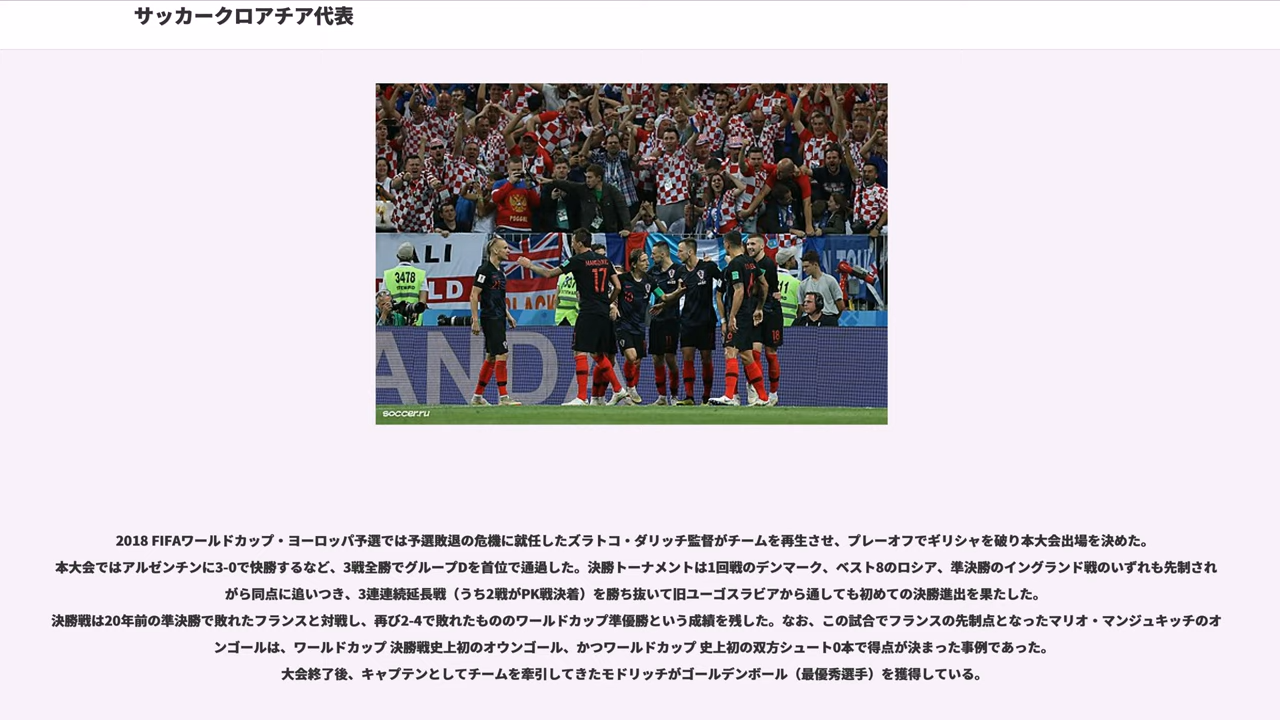 サッカークロアチア代表
ALI
3478
LD
BLACK
MANDZUKIC
17
11
18
ANDA
soccer.ru
2018 FIFAワールドカップ・ヨーロッパ予選では予選敗退の危機に就任したズラトコ・ダリッチ監督がチームを再生させ、プレーオフでギリシャを破り本大会出場を決めた。
本大会ではアルゼンチンに3-0で快勝するなど、3戦全勝でグループDを首位で通過した。決勝トーナメントは1回戦のデンマーク、ベスト8のロシア、準決勝のイングランド戦のいずれも先制され
がら同点に追いつき、3連連続延長戦（うち2戦がPK戦決着）を勝ち抜いて旧ユーゴスラビアから通しても初めての決勝進出を果たした。
決勝戦は20年前の準決勝で敗れたフランスと対戦し、再び2-4で敗れたもののワールドカップ準優勝という成績を残した。なお、この試合でフランスの先制点となったマリオ・マンジュキッチのオ
ンゴールは、ワールドカップ 決勝戦史上初のオウンゴール、かつワールドカップ 史上初の双方シュート0本で得点が決まった事例であった。
大会終了後、キャプテンとしてチームを牽引してきたモドリッチがゴールデンボール（最優秀選手）を獲得している。